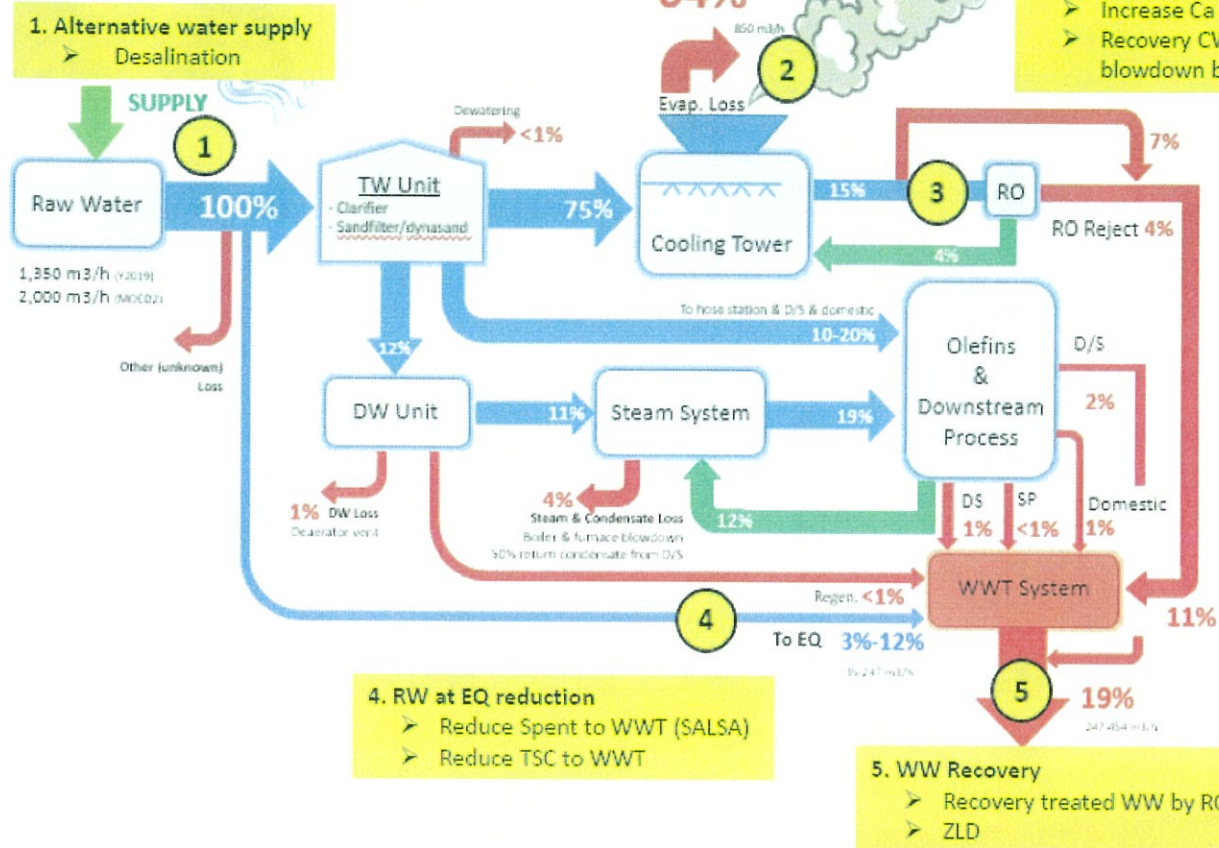 1. Alternative water supply
➢ Desalination
850 m3/h
➢ Increase Ca
➢ Recovery CW
blowdown b
SUPPLY
1
2
Evap. Loss
Dewatering
<1%
7%
Raw Water
100%
TW Unit
- Clarifier
- Sandfilter/dynasand
75%
Cooling Tower
15%
3
RO
RO Reject 4%
4%
1,350 m3/h (Y2019)
2,000 m3/h (MOCD2)
To hose station & D/S & domestic
10-20%
Other (unknown)
Loss
12%
Olefins
&
Downstream
Process
D/S
2%
DW Unit
11%
Steam System
19%
1% DW Loss
Deaerator vent
4%
Steam & Condensate Loss
Boiler & furnace blowdown
50% return condensate from D/S
12%
DS
1%
SP
<1%
Domestic
1%
Regen. <1%
WWT System
11%
4
To EQ 3%-12%
5
19%
4. RW at EQ reduction
➢ Reduce Spent to WWT (SALSA)
➢ Reduce TSC to WWT
5. WW Recovery
➢ Recovery treated WW by RO
➢ ZLD